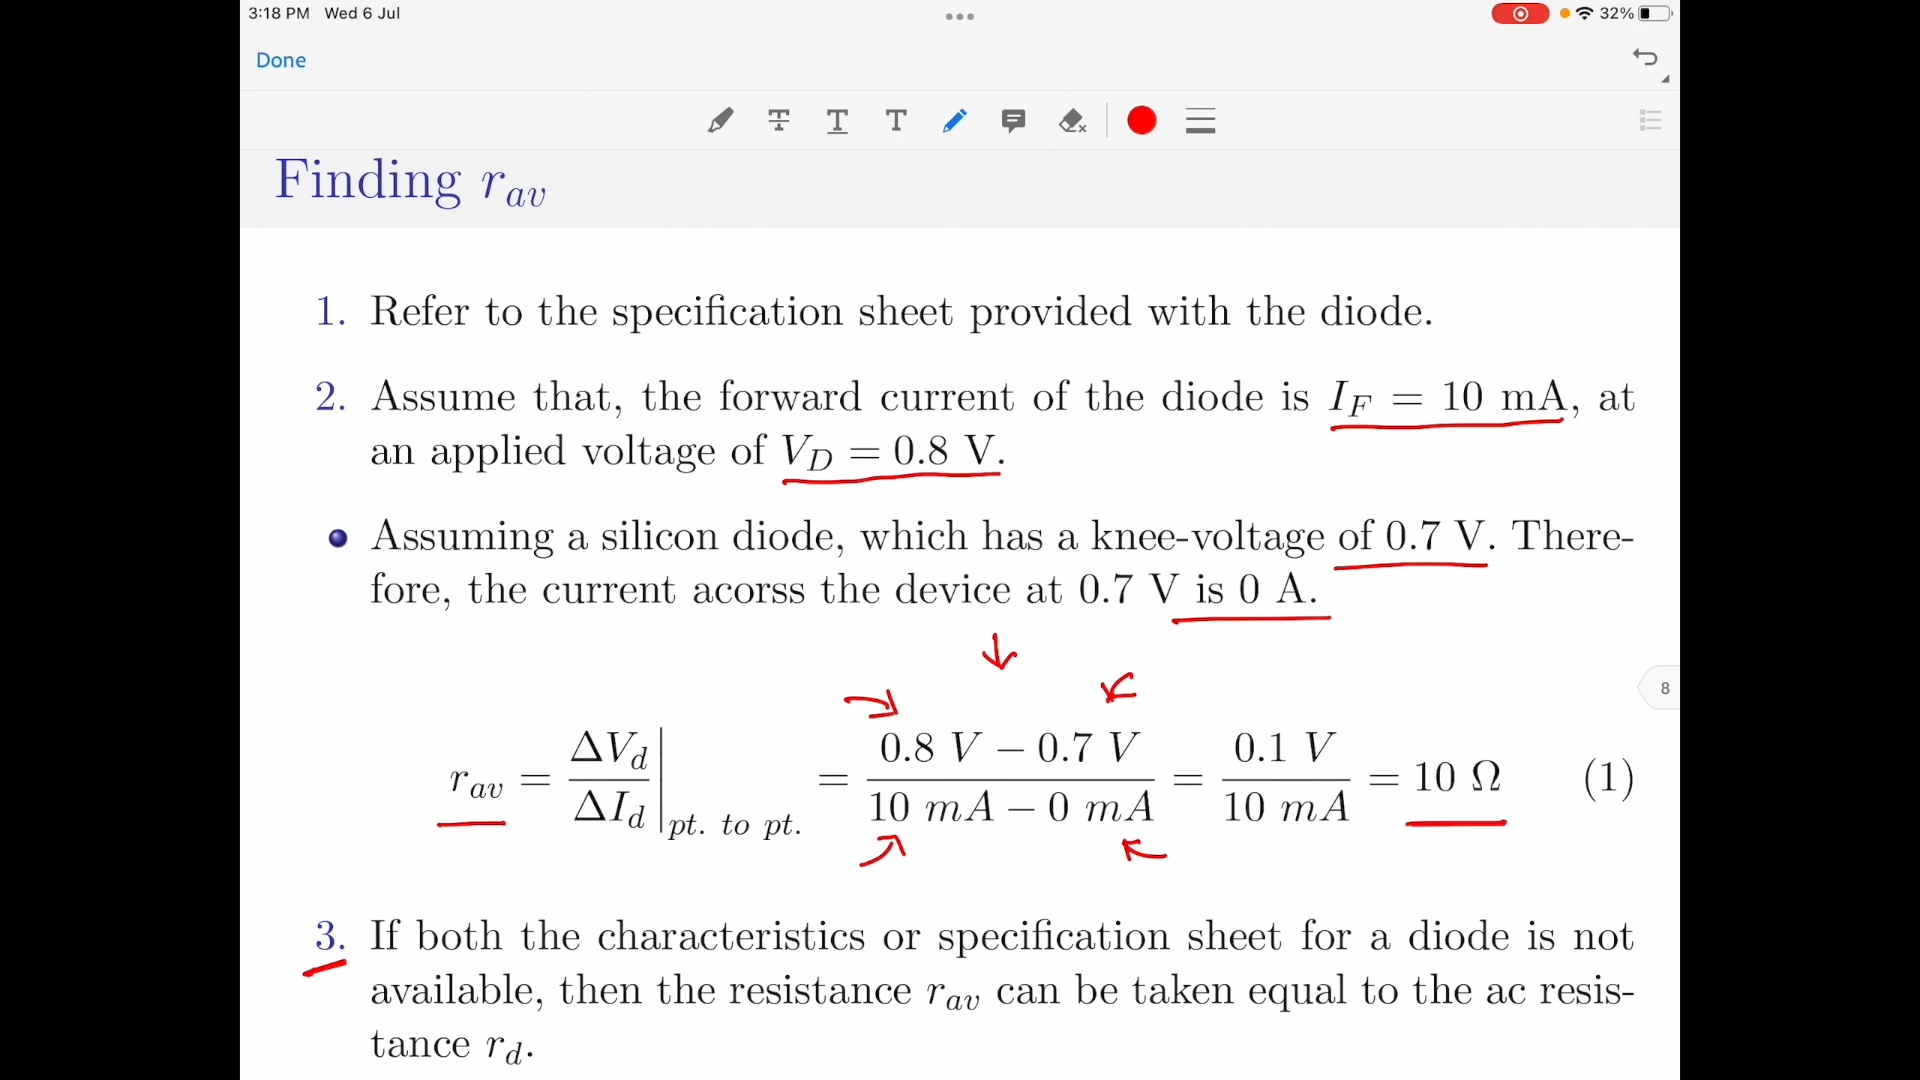 3:18 PM Wed 6 Jul
32%
Done
Finding r_av
1. Refer to the specification sheet provided with the diode.
2. Assume that, the forward current of the diode is I_F = 10 mA, at
an applied voltage of V_D = 0.8 V.
Assuming a silicon diode, which has a knee-voltage of 0.7 V. There-
fore, the current acorss the device at 0.7 V is 0 A.
8
r_av = ΔV_d/ΔI_d |_pt. to pt. = (0.8 V − 0.7 V)/(10 mA − 0 mA) = 0.1 V/10 mA = 10 Ω (1)
3. If both the characteristics or specification sheet for a diode is not
available, then the resistance r_av can be taken equal to the ac resis-
tance r_d.